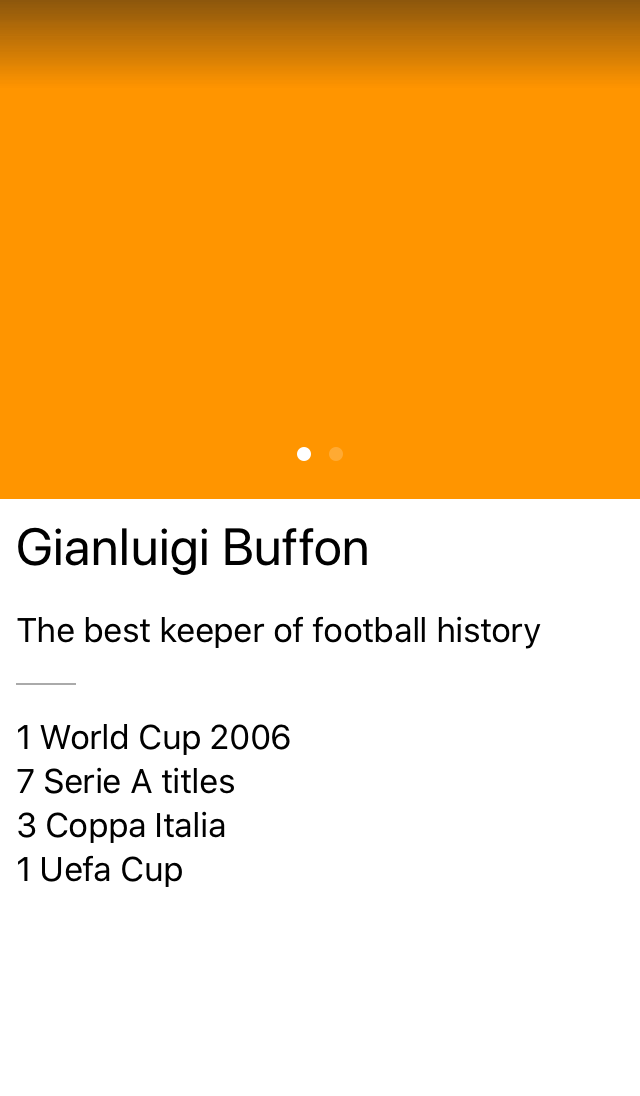 Gianluigi Buffon
The best keeper of football history
1 World Cup 2006
7 Serie A titles
3 Coppa Italia
1 Uefa Cup